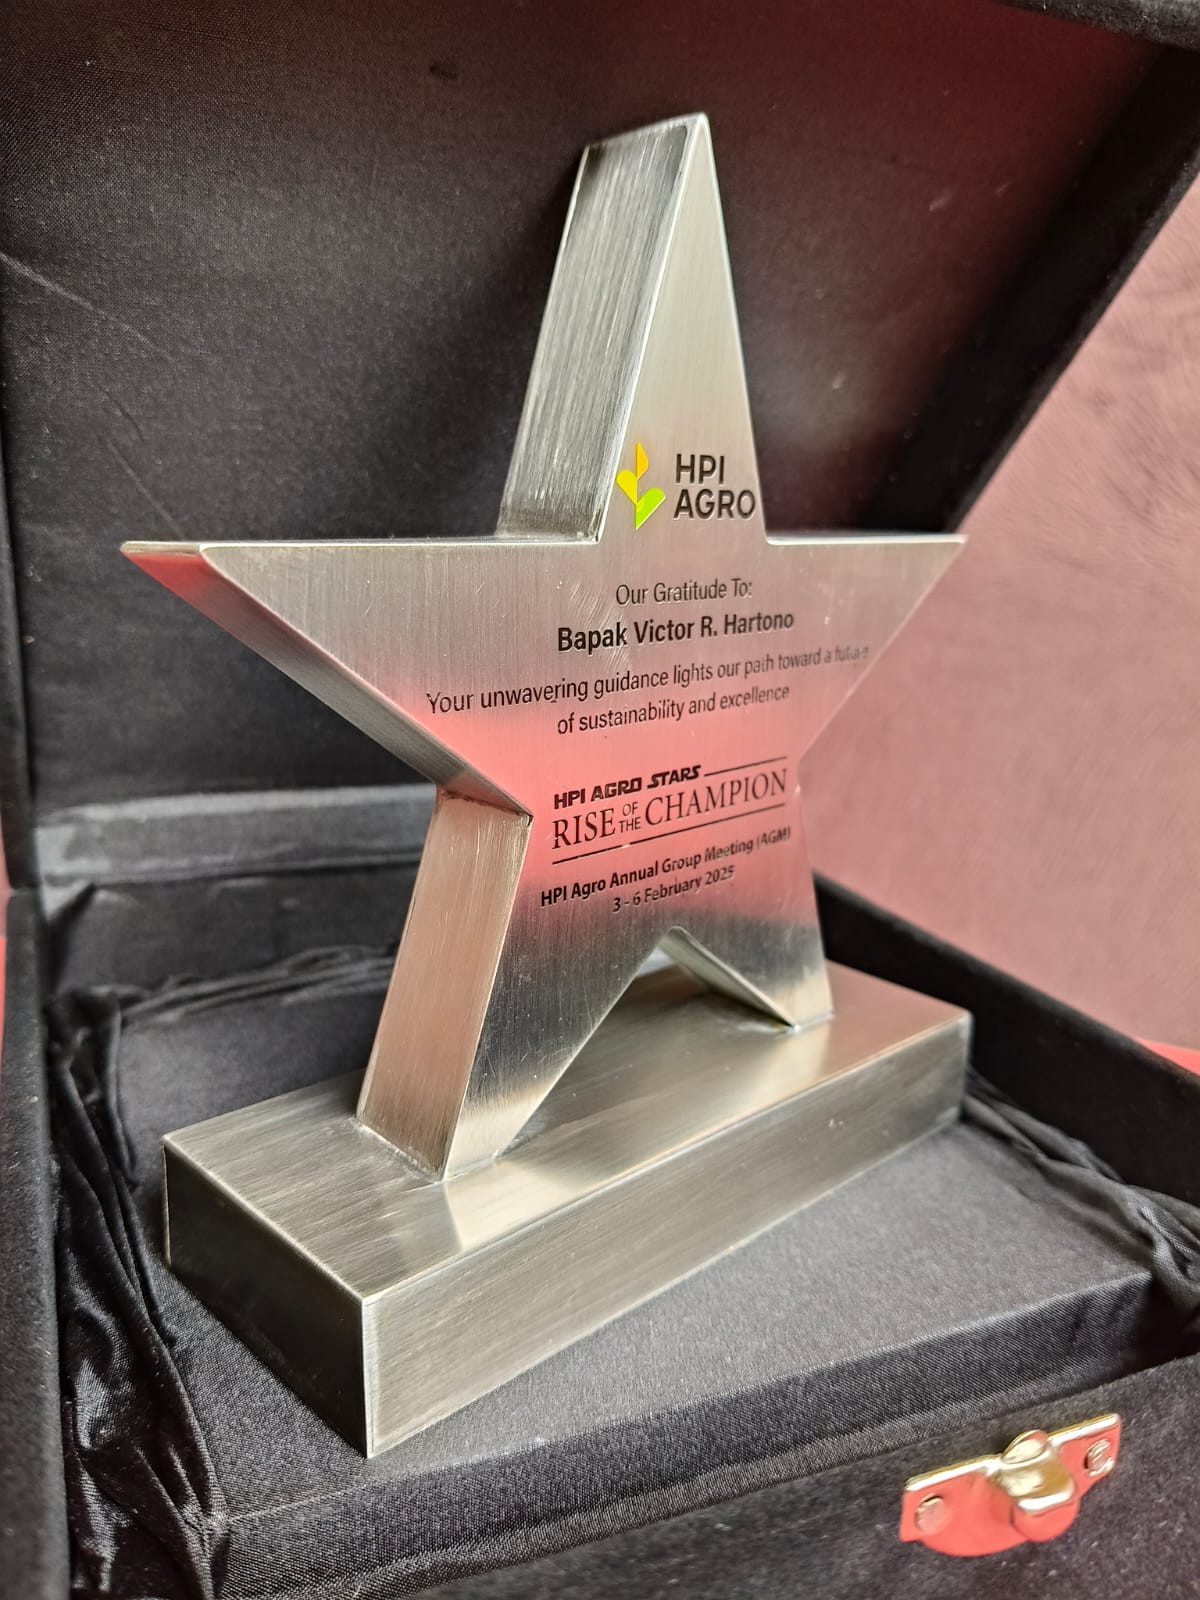 HPI
AGRO
Our Gratitude To:
Bapak Victor R. Hartono
Your unwavering guidance lights our path toward a future
of sustainability and excellence
HPI AGRO STARS
RISE OF THE CHAMPION
HPI Agro Annual Group Meeting (AGM)
3 - 6 February 2025